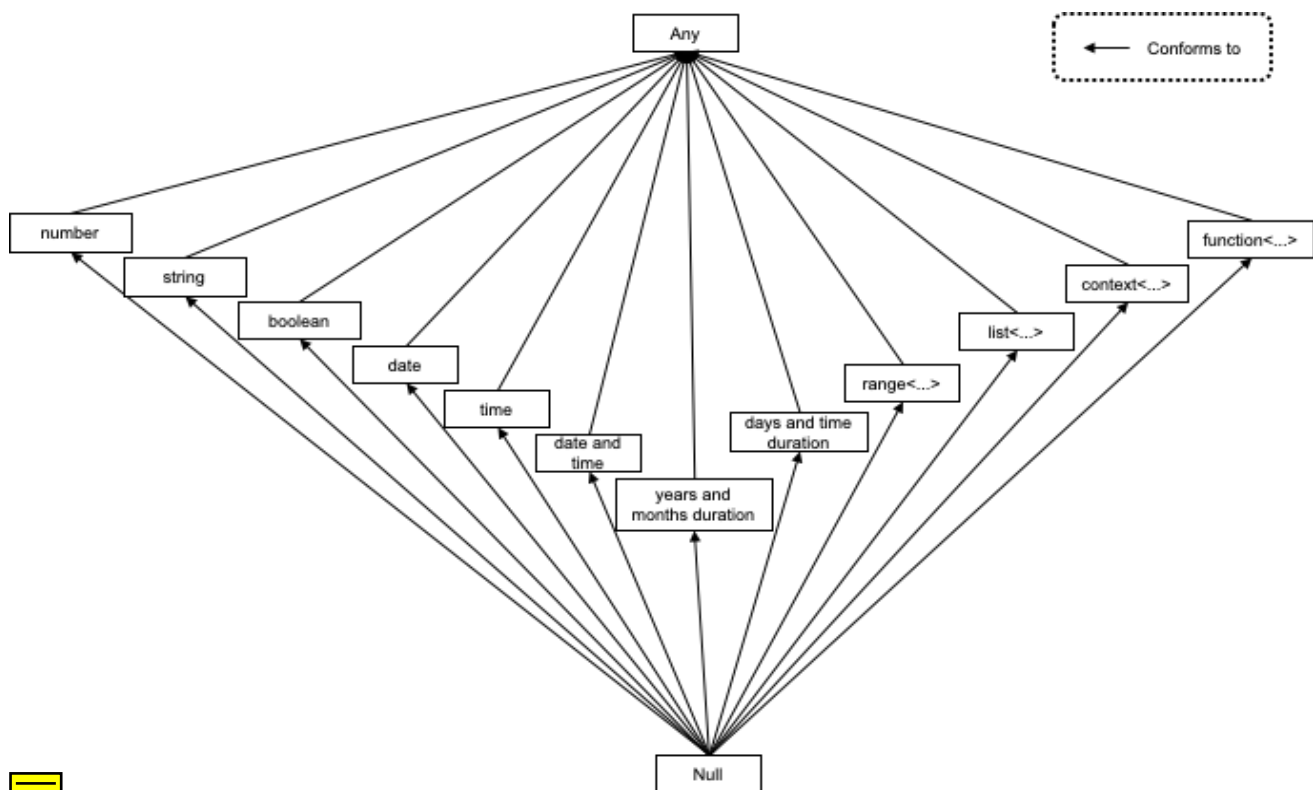 Any
Conforms to
number
string
boolean
date
time
date and
time
years and
months duration
days and time
duration
range<...>
list<...>
context<...>
function<...>
Null